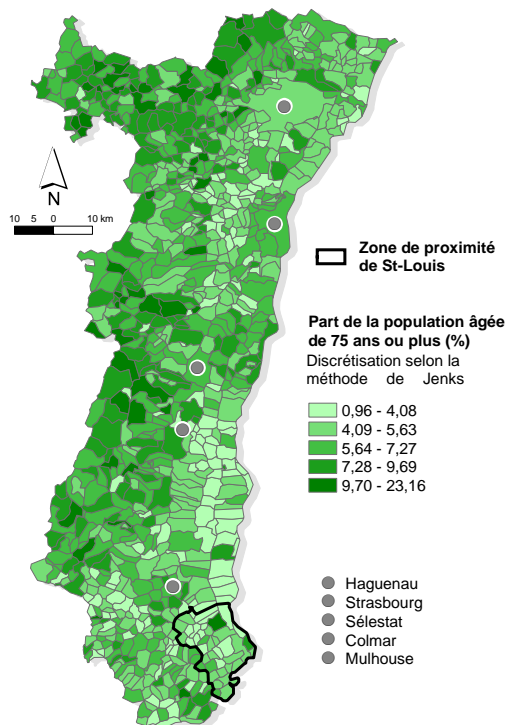 N
10 5 0 10 km
Zone de proximité
de St-Louis
Part de la population âgée
de 75 ans ou plus (%)
Discrétisation selon la
méthode de Jenks
0,96 - 4,08
4,09 - 5,63
5,64 - 7,27
7,28 - 9,69
9,70 - 23,16
Haguenau
Strasbourg
Sélestat
Colmar
Mulhouse